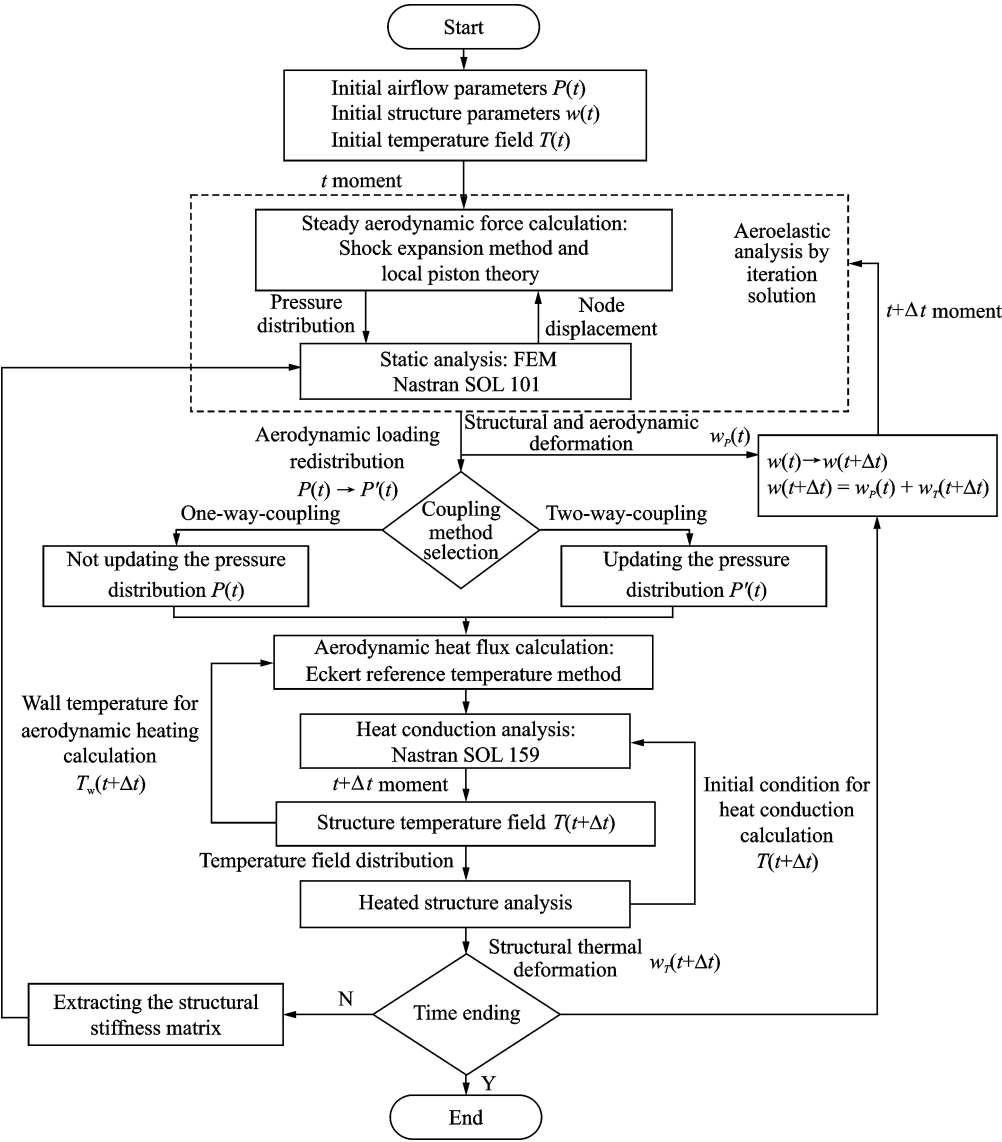 Start
Initial airflow parameters P(t)
Initial structure parameters w(t)
Initial temperature field T(t)
t moment
Steady aerodynamic force calculation:
Shock expansion method and
local piston theory
Aeroelastic
analysis by
iteration
solution
Pressure
distribution
Node
displacement
t+Δt moment
Static analysis: FEM
Nastran SOL 101
Structural and aerodynamic
deformation
w_P(t)
Aerodynamic loading
redistribution
P(t) → P′(t)
w(t)→w(t+Δt)
w(t+Δt) = w_P(t) + w_T(t+Δt)
One-way-coupling
Coupling
method
selection
Two-way-coupling
Not updating the pressure
distribution P(t)
Updating the pressure
distribution P′(t)
Aerodynamic heat flux calculation:
Eckert reference temperature method
Wall temperature for
aerodynamic heating
calculation
T_w(t+Δt)
Heat conduction analysis:
Nastran SOL 159
t+Δt moment
Initial condition for
heat conduction
calculation
T(t+Δt)
Structure temperature field T(t+Δt)
Temperature field distribution
Heated structure analysis
Structural thermal
deformation
w_T(t+Δt)
Extracting the structural
stiffness matrix
N
Time ending
Y
End